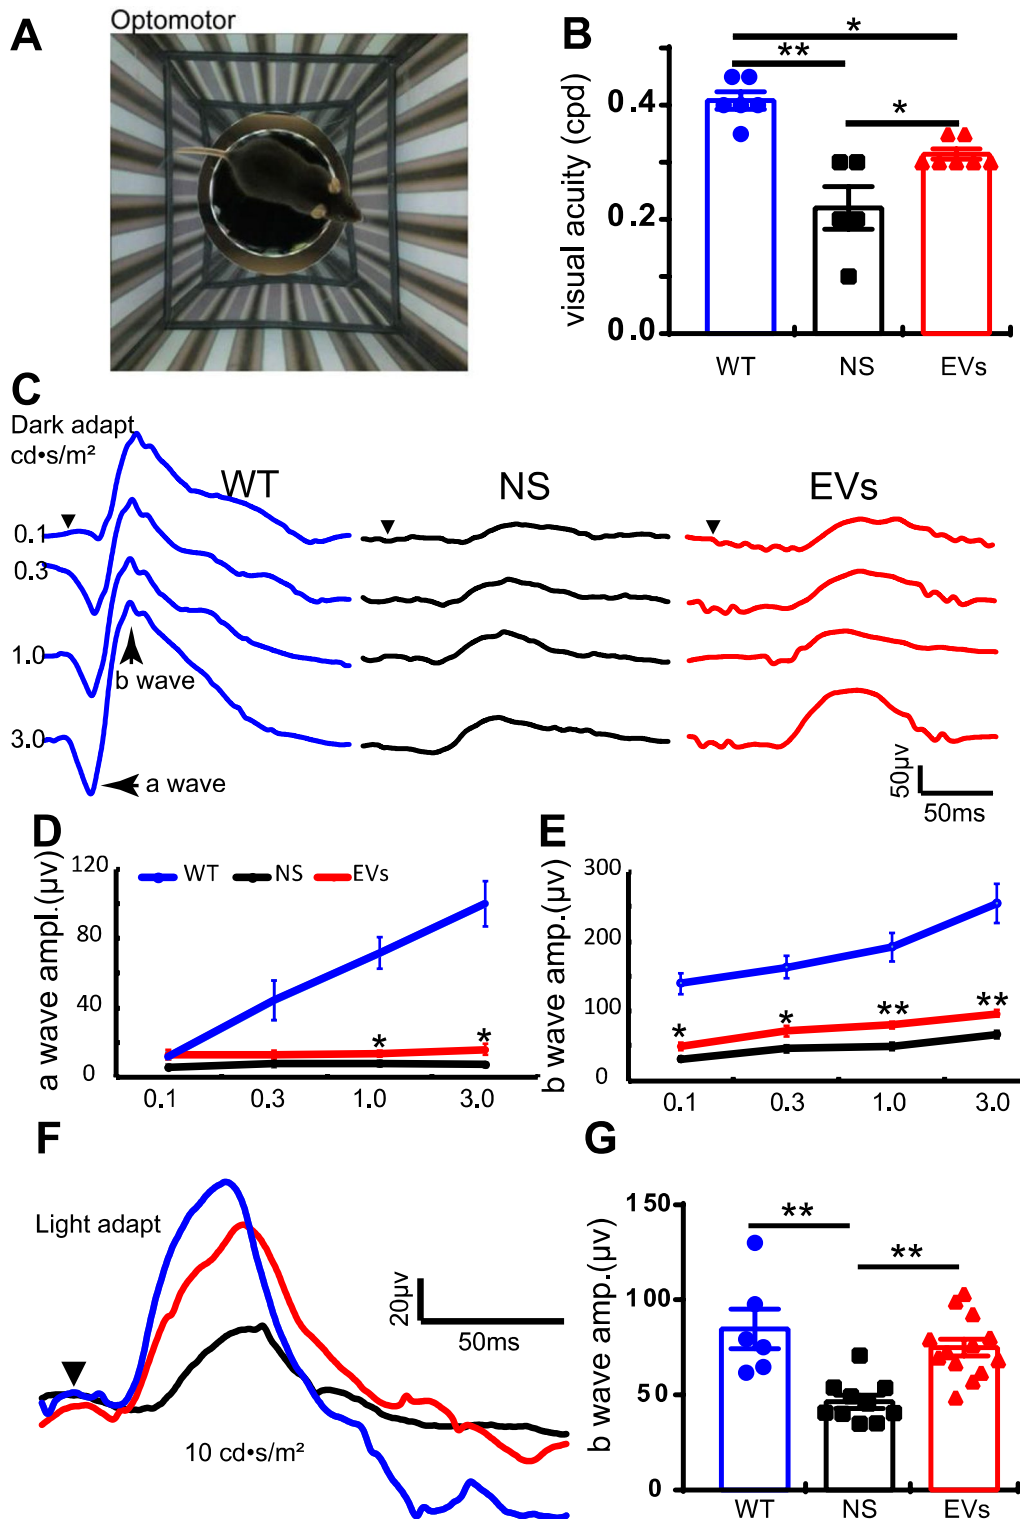 A
Optomotor
B
visual acuity (cpd)
0.4
0.2
0.0
*
**
*
WT
NS
EVs
C
Dark adapt
cd•s/m²
WT
NS
EVs
0.1
0.3
1.0
3.0
b wave
a wave
50µv
50ms
D
a wave ampl.(µv)
120
80
40
0
WT
NS
EVs
*
*
0.1
0.3
1.0
3.0
E
b wave amp.(µv)
300
200
100
0
*
*
**
**
0.1
0.3
1.0
3.0
F
Light adapt
20µv
50ms
10 cd•s/m²
G
b wave amp.(µv)
150
100
50
0
**
**
WT
NS
EVs